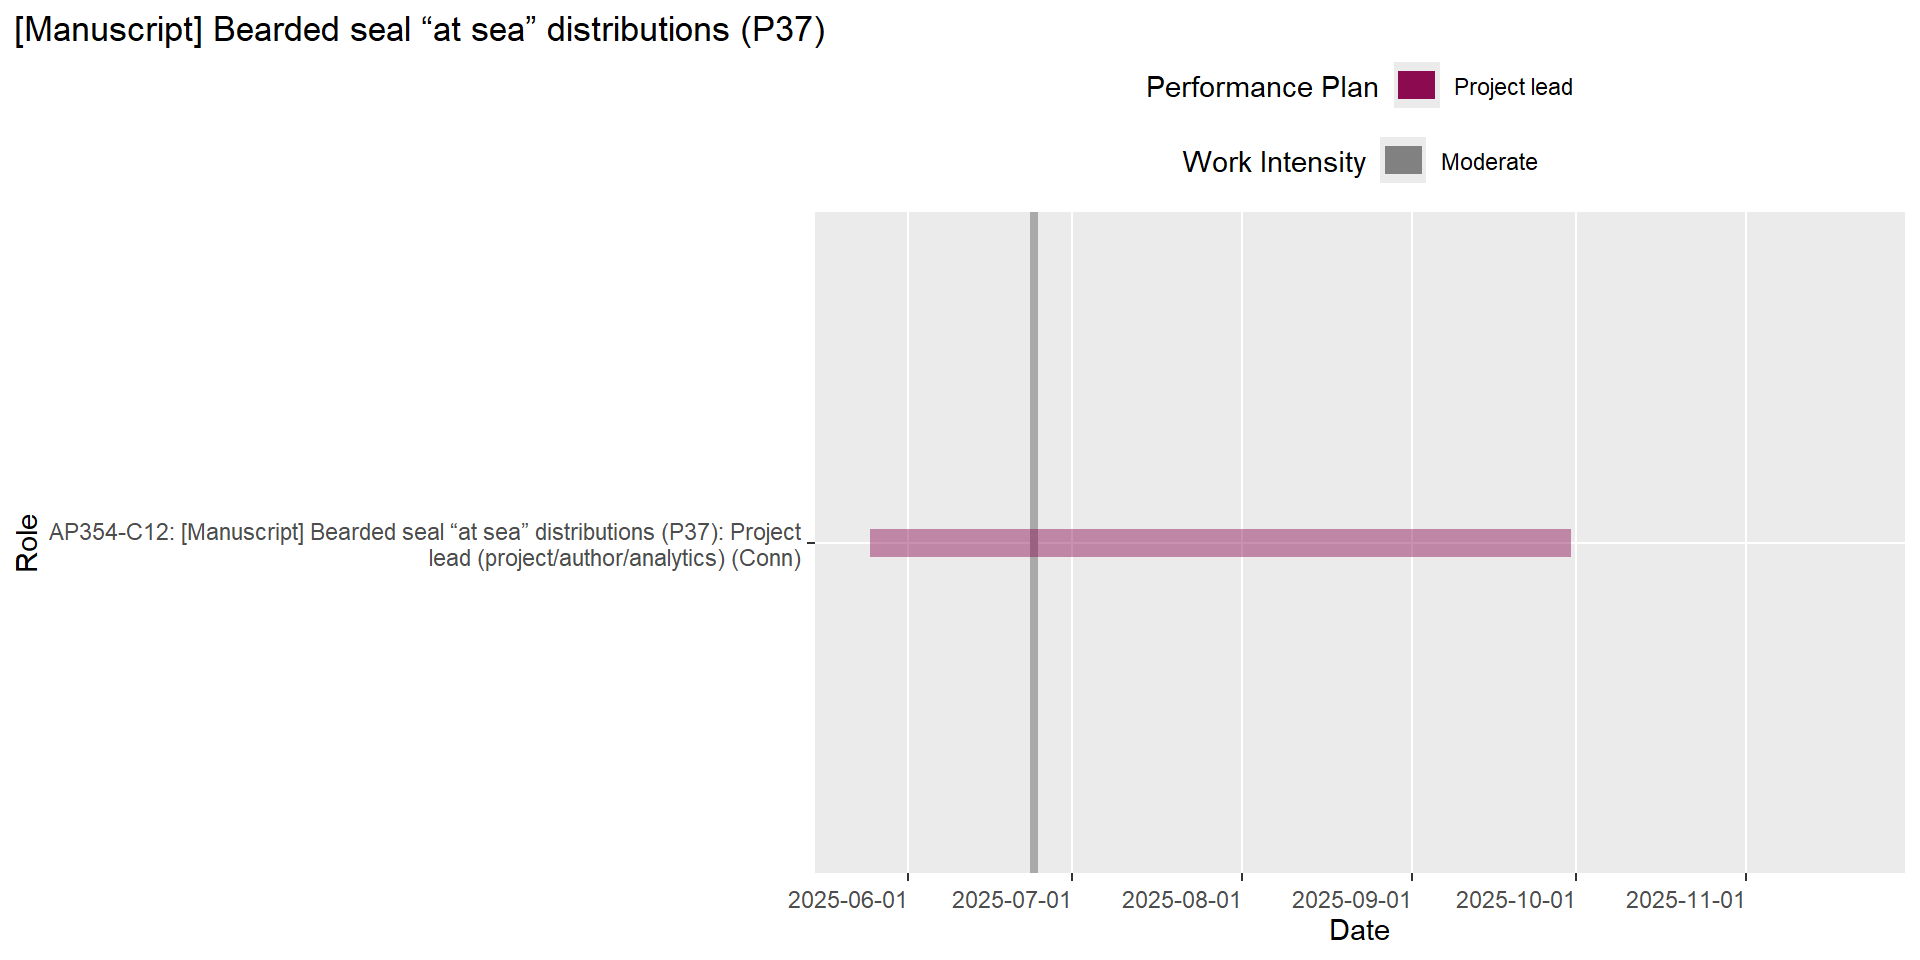 [Manuscript] Bearded seal “at sea” distributions (P37)
Performance Plan
Project lead
Work Intensity
Moderate
Role
AP354-C12: [Manuscript] Bearded seal “at sea” distributions (P37): Project
lead (project/author/analytics) (Conn)
2025-06-01
2025-07-01
2025-08-01
2025-09-01
2025-10-01
2025-11-01
Date